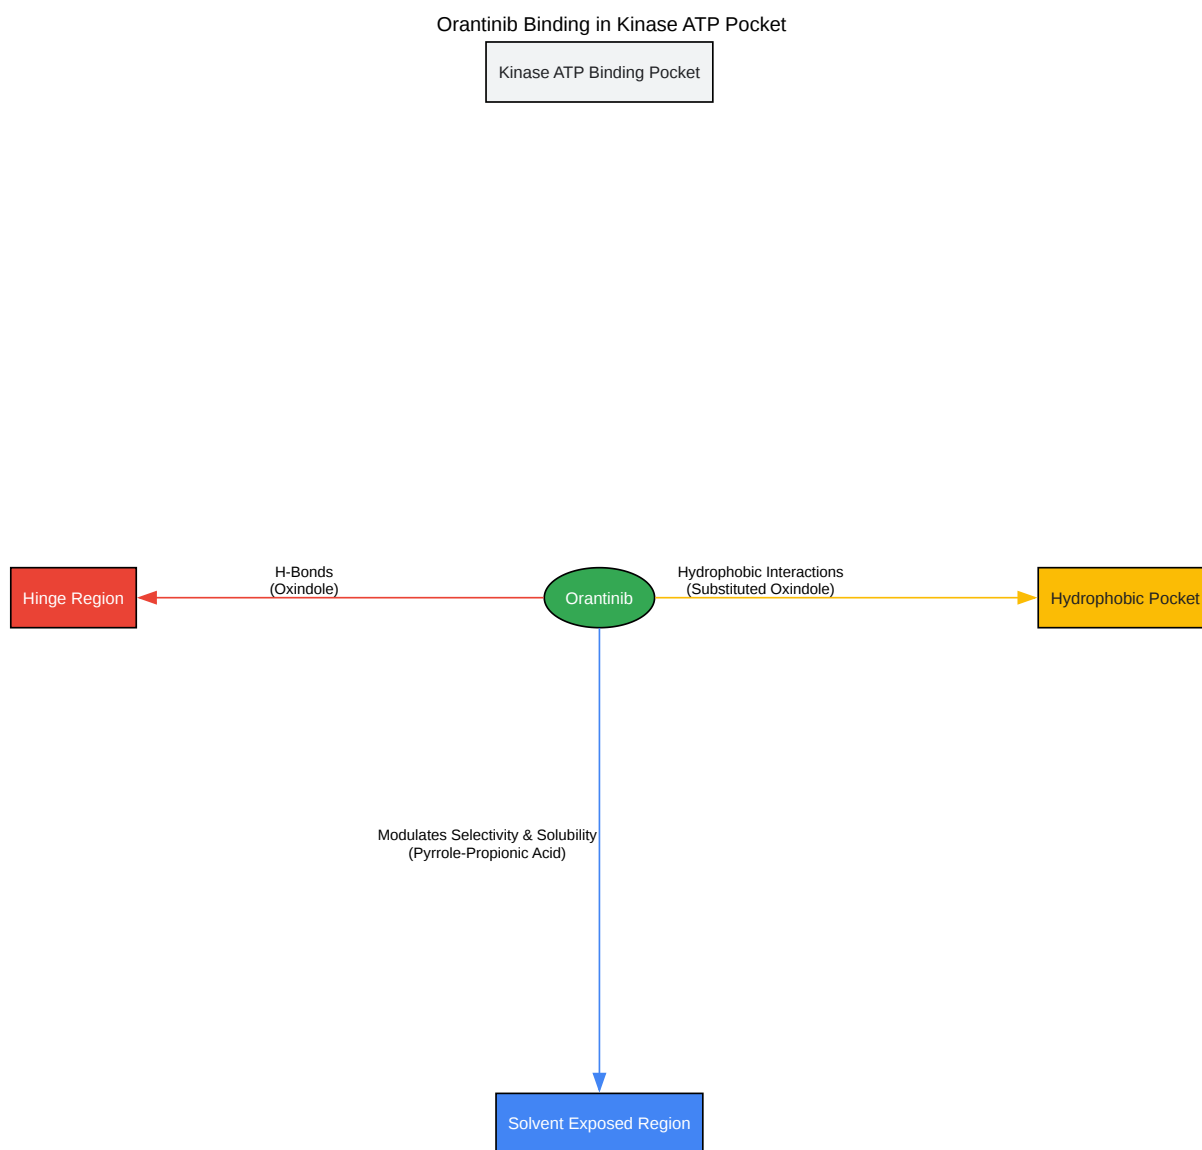 Orantinib Binding in Kinase ATP Pocket
Kinase ATP Binding Pocket
H-Bonds
(Oxindole)
Hydrophobic Interactions
(Substituted Oxindole)
Hinge Region
Orantinib
Hydrophobic Pocket
Modulates Selectivity & Solubility
(Pyrrole-Propionic Acid)
Solvent Exposed Region